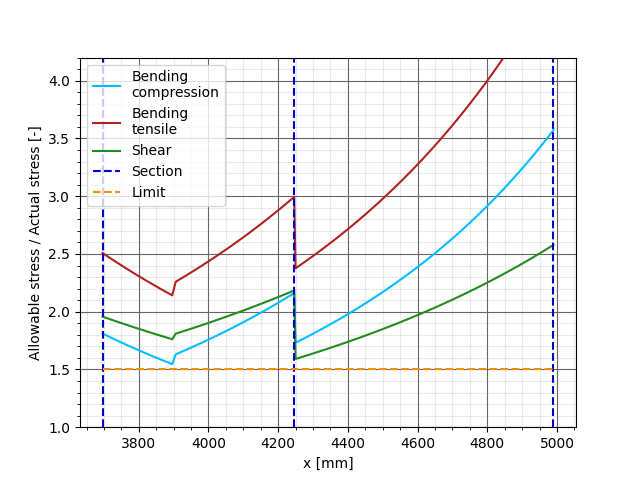 Allowable stress / Actual stress [-]
4.0
3.5
3.0
2.5
2.0
1.5
1.0
Bending
compression
Bending
tensile
Shear
Section
Limit
3800 4000 4200 4400 4600 4800 5000
x [mm]